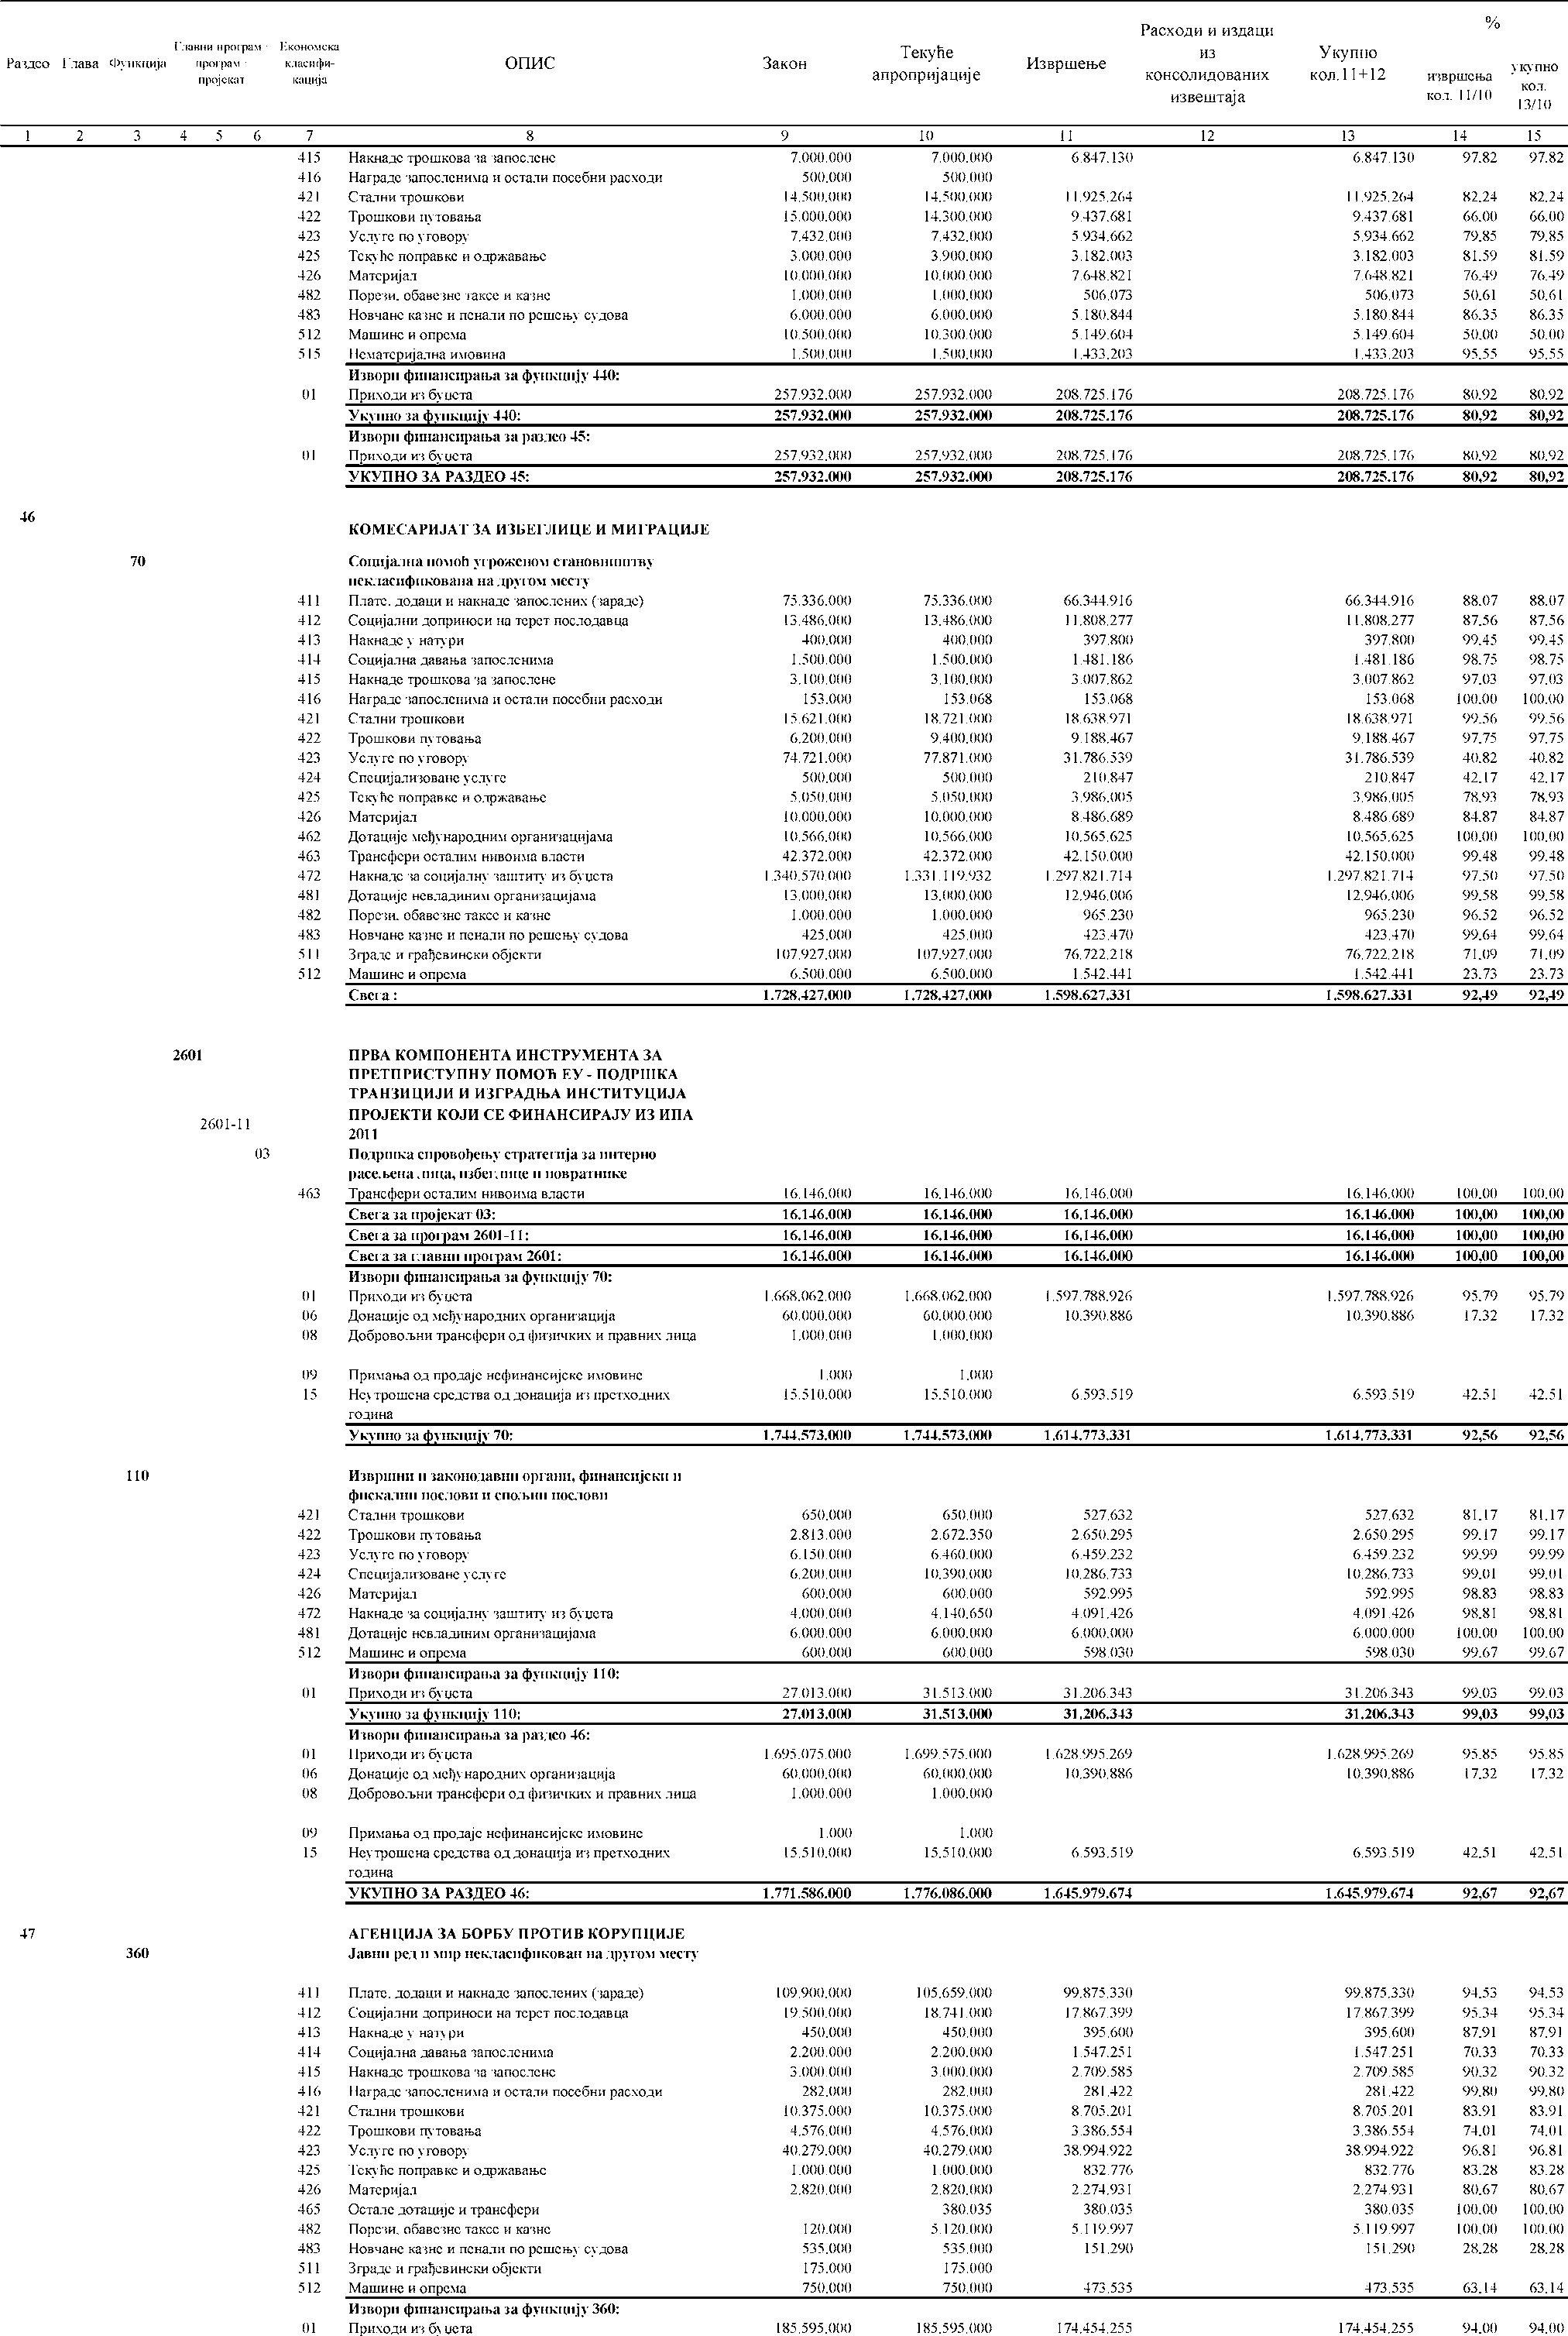 Раздео Глава Функција Главни програм - програм - пројекат Економска класифи-кација ОПИС Закон Текуће апропријације Извршење Расходи и издаци из консолидованих извештаја Укупно кол.11+12 % извршења кол. 11/10 укупно кол. 13/10
1 2 3 4 5 6 7 8 9 10 11 12 13 14 15
415 Накнаде трошкова за запослене 7.000.000 7.000.000 6.847.130 6.847.130 97,82 97,82
416 Награде запосленима и остали посебни расходи 500.000 500.000
421 Стални трошкови 14.500.000 14.500.000 11.925.264 11.925.264 82,24 82,24
422 Трошкови путовања 15.000.000 14.300.000 9.437.681 9.437.681 66,00 66,00
423 Услуге по уговору 7.432.000 7.432.000 5.934.662 5.934.662 79,85 79,85
425 Текуће поправке и одржавање 3.000.000 3.900.000 3.182.003 3.182.003 81,59 81,59
426 Материјал 10.000.000 10.000.000 7.648.821 7.648.821 76,49 76,49
482 Порези, обавезне таксе и казне 1.000.000 1.000.000 506.073 506.073 50,61 50,61
483 Новчане казне и пенали по решењу судова 6.000.000 6.000.000 5.180.844 5.180.844 86,35 86,35
512 Машине и опрема 10.500.000 10.300.000 5.149.604 5.149.604 50,00 50,00
515 Нематеријална имовина 1.500.000 1.500.000 1.433.203 1.433.203 95,55 95,55
Извори финансирања за функцију 440:
01 Приходи из буџета 257.932.000 257.932.000 208.725.176 208.725.176 80,92 80,92
Укупно за функцију 440: 257.932.000 257.932.000 208.725.176 208.725.176 80,92 80,92
Извори финансирања за раздео 45:
01 Приходи из буџета 257.932.000 257.932.000 208.725.176 208.725.176 80,92 80,92
УКУПНО ЗА РАЗДЕО 45: 257.932.000 257.932.000 208.725.176 208.725.176 80,92 80,92
46
КОМЕСАРИЈАТ ЗА ИЗБЕГЛИЦЕ И МИГРАЦИЈЕ
70 Социјална помоћ угроженом становништву
некласификована на другом месту
411 Плате, додаци и накнаде запослених (зараде) 75.336.000 75.336.000 66.344.916 66.344.916 88,07 88,07
412 Социјални доприноси на терет послодавца 13.486.000 13.486.000 11.808.277 11.808.277 87,56 87,56
413 Накнаде у натури 400.000 400.000 397.800 397.800 99,45 99,45
414 Социјална давања запосленима 1.500.000 1.500.000 1.481.186 1.481.186 98,75 98,75
415 Накнаде трошкова за запослене 3.100.000 3.100.000 3.007.862 3.007.862 97,03 97,03
416 Награде запосленима и остали посебни расходи 153.000 153.068 153.068 153.068 100,00 100,00
421 Стални трошкови 15.621.000 18.721.000 18.638.971 18.638.971 99,56 99,56
422 Трошкови путовања 6.200.000 9.400.000 9.188.467 9.188.467 97,75 97,75
423 Услуге по уговору 74.721.000 77.871.000 31.786.539 31.786.539 40,82 40,82
424 Специјализоване услуге 500.000 500.000 210.847 210.847 42,17 42,17
425 Текуће поправке и одржавање 5.050.000 5.050.000 3.986.005 3.986.005 78,93 78,93
426 Материјал 10.000.000 10.000.000 8.486.689 8.486.689 84,87 84,87
462 Дотације међународним организацијама 10.566.000 10.566.000 10.565.625 10.565.625 100,00 100,00
463 Трансфери осталим нивоима власти 42.372.000 42.372.000 42.150.000 42.150.000 99,48 99,48
472 Накнаде за социјалну заштиту из буџета 1.340.570.000 1.331.119.932 1.297.821.714 1.297.821.714 97,50 97,50
481 Дотације невладиним организацијама 13.000.000 13.000.000 12.946.006 12.946.006 99,58 99,58
482 Порези, обавезне таксе и казне 1.000.000 1.000.000 965.230 965.230 96,52 96,52
483 Новчане казне и пенали по решењу судова 425.000 425.000 423.470 423.470 99,64 99,64
511 Зграде и грађевински објекти 107.927.000 107.927.000 76.722.218 76.722.218 71,09 71,09
512 Машине и опрема 6.500.000 6.500.000 1.542.441 1.542.441 23,73 23,73
Свега : 1.728.427.000 1.728.427.000 1.598.627.331 1.598.627.331 92,49 92,49
2601 ПРВА КОМПОНЕНТА ИНСТРУМЕНТА ЗА
ПРЕТПРИСТУПНУ ПОМОЋ ЕУ - ПОДРШКА
ТРАНЗИЦИЈИ И ИЗГРАДЊА ИНСТИТУЦИЈА
2601-11 ПРОЈЕКТИ КОЈИ СЕ ФИНАНСИРАЈУ ИЗ ИПА
2011
03 Подршка спровођењу стратегија за интерно
расељена лица, избеглице и повратнике
463 Трансфери осталим нивоима власти 16.146.000 16.146.000 16.146.000 16.146.000 100,00 100,00
Свега за пројекат 03: 16.146.000 16.146.000 16.146.000 16.146.000 100,00 100,00
Свега за програм 2601-11: 16.146.000 16.146.000 16.146.000 16.146.000 100,00 100,00
Свега за главни програм 2601: 16.146.000 16.146.000 16.146.000 16.146.000 100,00 100,00
Извори финансирања за функцију 70:
01 Приходи из буџета 1.668.062.000 1.668.062.000 1.597.788.926 1.597.788.926 95,79 95,79
06 Донације од међународних организација 60.000.000 60.000.000 10.390.886 10.390.886 17,32 17,32
08 Добровољни трансфери од физичких и правних лица 1.000.000 1.000.000
09 Примања од продаје нефинансијске имовине 1.000 1.000
15 Неутрошена средства од донација из претходних 15.510.000 15.510.000 6.593.519 6.593.519 42,51 42,51
година
Укупно за функцију 70: 1.744.573.000 1.744.573.000 1.614.773.331 1.614.773.331 92,56 92,56
110 Извршни и законодавни органи, финансијски и
фискални послови и спољни послови
421 Стални трошкови 650.000 650.000 527.632 527.632 81,17 81,17
422 Трошкови путовања 2.813.000 2.672.350 2.650.295 2.650.295 99,17 99,17
423 Услуге по уговору 6.150.000 6.460.000 6.459.232 6.459.232 99,99 99,99
424 Специјализоване услуге 6.200.000 10.390.000 10.286.733 10.286.733 99,01 99,01
426 Материјал 600.000 600.000 592.995 592.995 98,83 98,83
472 Накнаде за социјалну заштиту из буџета 4.000.000 4.140.650 4.091.426 4.091.426 98,81 98,81
481 Дотације невладиним организацијама 6.000.000 6.000.000 6.000.000 6.000.000 100,00 100,00
512 Машине и опрема 600.000 600.000 598.030 598.030 99,67 99,67
Извори финансирања за функцију 110:
01 Приходи из буџета 27.013.000 31.513.000 31.206.343 31.206.343 99,03 99,03
Укупно за функцију 110: 27.013.000 31.513.000 31.206.343 31.206.343 99,03 99,03
Извори финансирања за раздео 46:
01 Приходи из буџета 1.695.075.000 1.699.575.000 1.628.995.269 1.628.995.269 95,85 95,85
06 Донације од међународних организација 60.000.000 60.000.000 10.390.886 10.390.886 17,32 17,32
08 Добровољни трансфери од физичких и правних лица 1.000.000 1.000.000
09 Примања од продаје нефинансијске имовине 1.000 1.000
15 Неутрошена средства од донација из претходних 15.510.000 15.510.000 6.593.519 6.593.519 42,51 42,51
година
УКУПНО ЗА РАЗДЕО 46: 1.771.586.000 1.776.086.000 1.645.979.674 1.645.979.674 92,67 92,67
47 АГЕНЦИЈА ЗА БОРБУ ПРОТИВ КОРУПЦИЈЕ
360 Јавни ред и мир некласификован на другом месту
411 Плате, додаци и накнаде запослених (зараде) 109.900.000 105.659.000 99.875.330 99.875.330 94,53 94,53
412 Социјални доприноси на терет послодавца 19.500.000 18.741.000 17.867.399 17.867.399 95,34 95,34
413 Накнаде у натури 450.000 450.000 395.600 395.600 87,91 87,91
414 Социјална давања запосленима 2.200.000 2.200.000 1.547.251 1.547.251 70,33 70,33
415 Накнаде трошкова за запослене 3.000.000 3.000.000 2.709.585 2.709.585 90,32 90,32
416 Награде запосленима и остали посебни расходи 282.000 282.000 281.422 281.422 99,80 99,80
421 Стални трошкови 10.375.000 10.375.000 8.705.201 8.705.201 83,91 83,91
422 Трошкови путовања 4.576.000 4.576.000 3.386.554 3.386.554 74,01 74,01
423 Услуге по уговору 40.279.000 40.279.000 38.994.922 38.994.922 96,81 96,81
425 Текуће поправке и одржавање 1.000.000 1.000.000 832.776 832.776 83,28 83,28
426 Материјал 2.820.000 2.820.000 2.274.931 2.274.931 80,67 80,67
465 Остале дотације и трансфери 380.035 380.035 380.035 100,00 100,00
482 Порези, обавезне таксе и казне 120.000 5.120.000 5.119.997 5.119.997 100,00 100,00
483 Новчане казне и пенали по решењу судова 535.000 535.000 151.290 151.290 28,28 28,28
511 Зграде и грађевински објекти 175.000 175.000
512 Машине и опрема 750.000 750.000 473.535 473.535 63,14 63,14
Извори финансирања за функцију 360:
01 Приходи из буџета 185.595.000 185.595.000 174.454.255 174.454.255 94,00 94,00